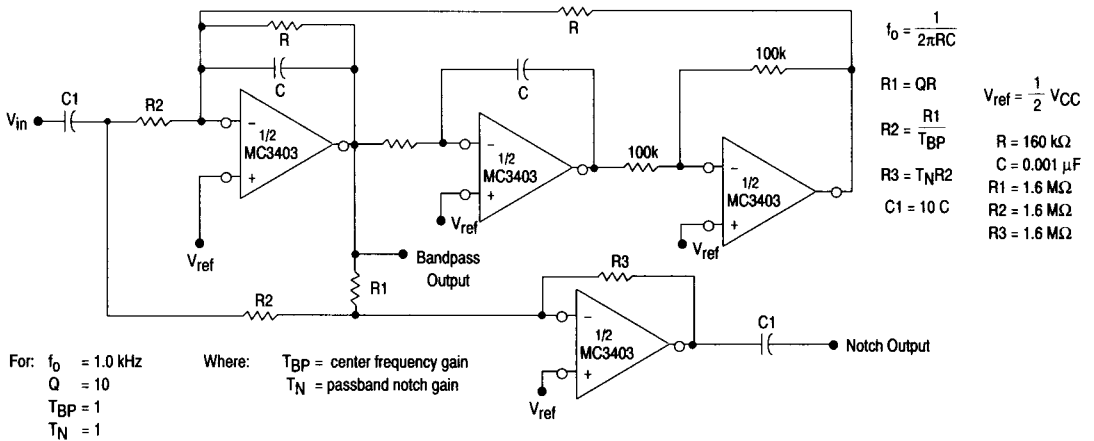 R
R
C
C
100k
C1
R2
V_in
1/2
MC3403
1/2
MC3403
100k
1/2
MC3403
−
+
−
+
−
+
V_ref
V_ref
V_ref
Bandpass
Output
R1
R2
R3
−
+
1/2
MC3403
V_ref
C1
Notch Output
f_o = 1/2πRC
R1 = QR
R2 = R1/T_BP
R3 = T_NR2
C1 = 10 C
V_ref = 1/2 V_CC
R = 160 kΩ
C = 0.001 µF
R1 = 1.6 MΩ
R2 = 1.6 MΩ
R3 = 1.6 MΩ
For: f_o = 1.0 kHz
Q = 10
T_BP = 1
T_N = 1
Where: T_BP = center frequency gain
T_N = passband notch gain